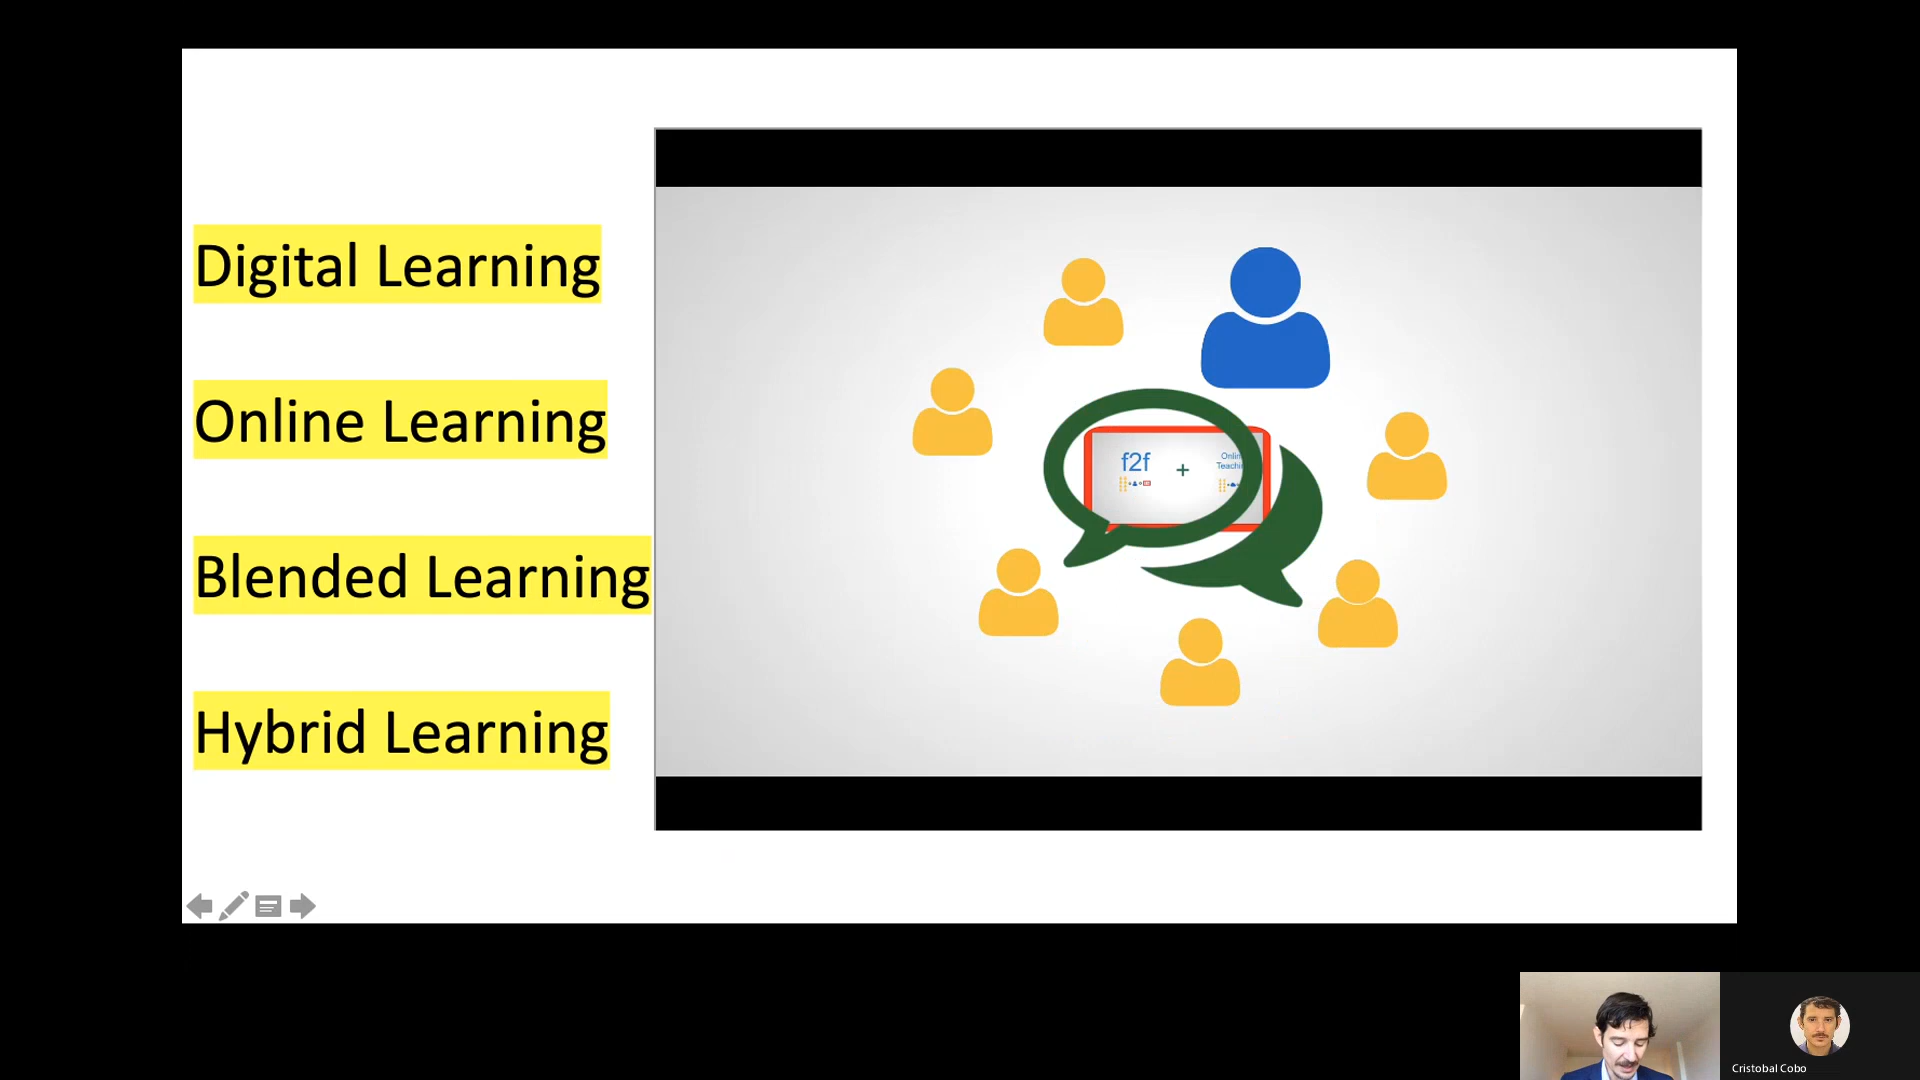 Digital Learning
Online Learning
Blended Learning
Hybrid Learning
f2f
+
Cristobal Cobo